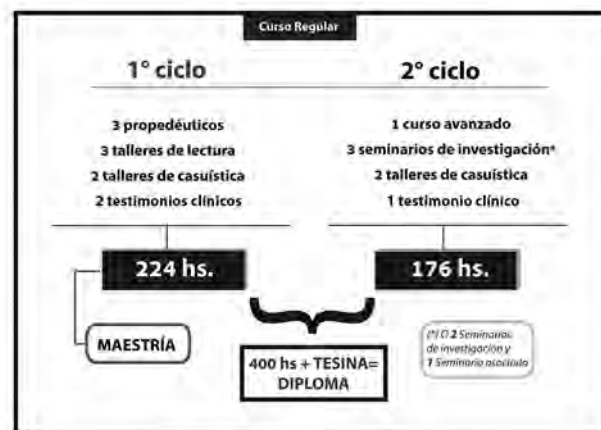 Curso Regular
1° ciclo
3 propedéuticos
3 talleres de lectura
2 talleres de casuística
2 testimonios clínicos
224 hs.
MAESTRÍA
2° ciclo
1 curso avanzado
3 seminarios de investigación*
2 talleres de casuística
1 testimonio clínico
176 hs.
400 hs + TESINA=
DIPLOMA
(*) O 2 Seminarios
de investigación y
1 Seminario asociado